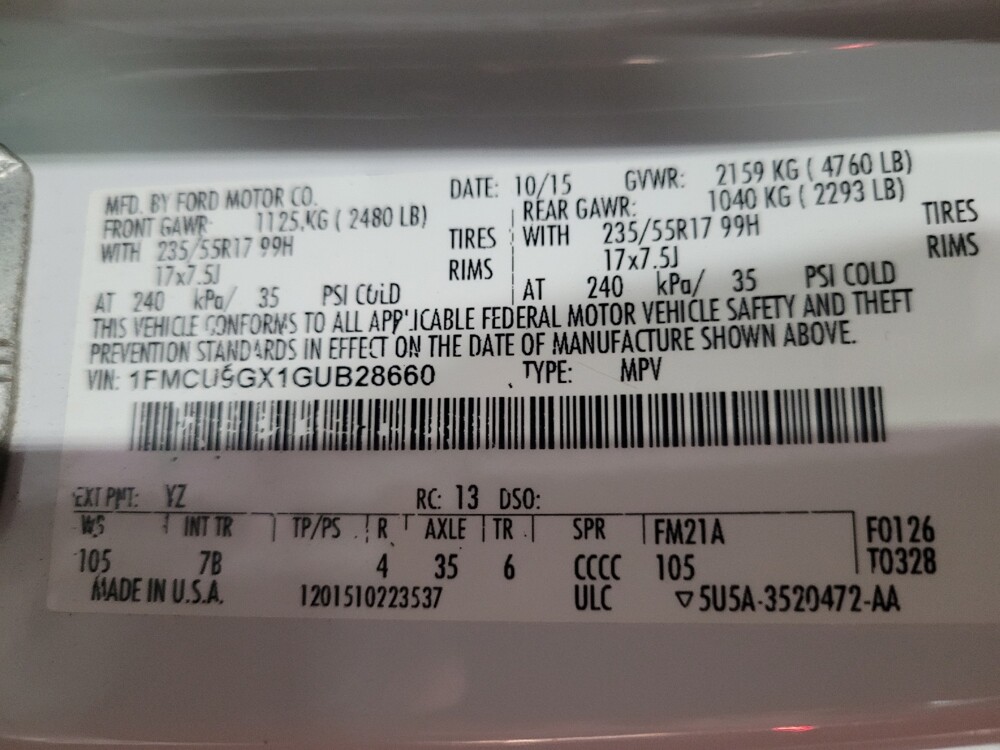 MFD. BY FORD MOTOR CO. DATE: 10/15 GVWR: 2159 KG ( 4760 LB)
FRONT GAWR: 1125.KG ( 2480 LB) REAR GAWR: 1040 KG ( 2293 LB)
WITH 235/55R17 99H TIRES WITH 235/55R17 99H TIRES
17x7.5J RIMS 17x7.5J RIMS
AT 240 kPa/ 35 PSI COLD AT 240 kPa/ 35 PSI COLD
THIS VEHICLE CONFORMS TO ALL APPLICABLE FEDERAL MOTOR VEHICLE SAFETY AND THEFT
PREVENTION STANDARDS IN EFFECT ON THE DATE OF MANUFACTURE SHOWN ABOVE.
VIN: 1FMCU9GX1GUB28660 TYPE: MPV
EXT PNT: YZ RC: 13 DSO:
WS INT TR TP/PS R AXLE TR SPR FM21A F0126
105 7B 4 35 6 CCCC 105 T0328
MADE IN U.S.A. 1201510223537 ULC ▽5U5A-3520472-AA